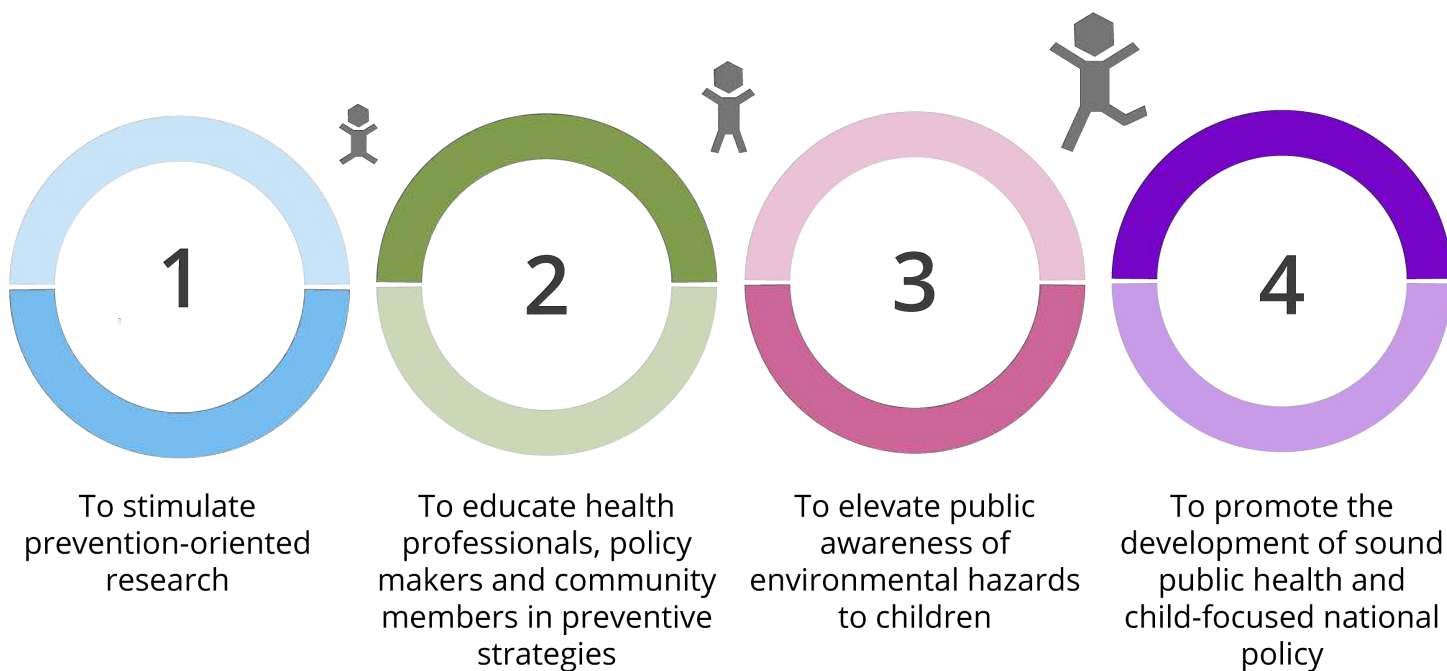 1
To stimulate
prevention-oriented
research
2
To educate health
professionals, policy
makers and community
members in preventive
strategies
3
To elevate public
awareness of
environmental hazards
to children
4
To promote the
development of sound
public health and
child-focused national
policy